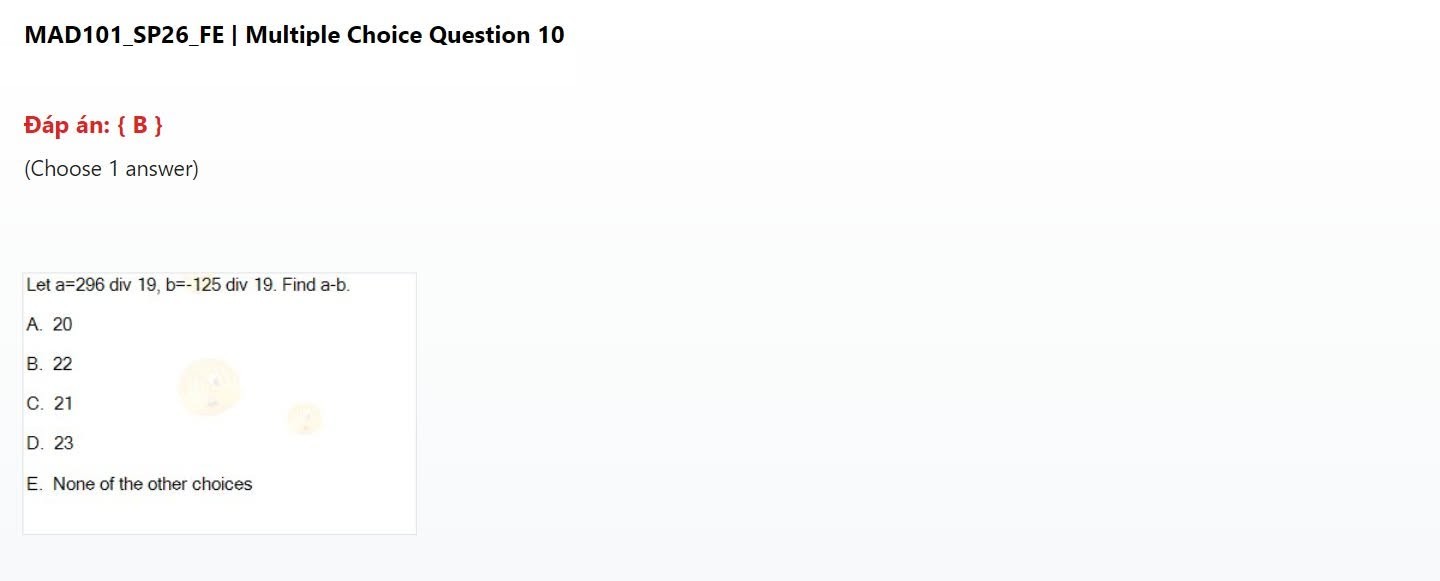 MAD101_SP26_FE | Multiple Choice Question 10
Đáp án: { B }
(Choose 1 answer)
Let a=296 div 19, b=-125 div 19. Find a-b.
A. 20
B. 22
C. 21
D. 23
E. None of the other choices